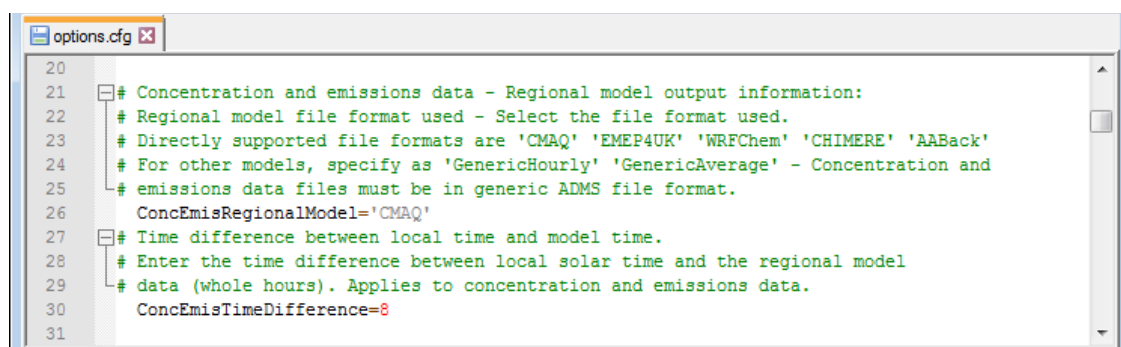 options.cfg
20
21 # Concentration and emissions data - Regional model output information:
22 # Regional model file format used - Select the file format used.
23 # Directly supported file formats are 'CMAQ' 'EMEP4UK' 'WRFChem' 'CHIMERE' 'AABack'
24 # For other models, specify as 'GenericHourly' 'GenericAverage' - Concentration and
25 # emissions data files must be in generic ADMS file format.
26 ConcEmisRegionalModel='CMAQ'
27 # Time difference between local time and model time.
28 # Enter the time difference between local solar time and the regional model
29 # data (whole hours). Applies to concentration and emissions data.
30 ConcEmisTimeDifference=8
31